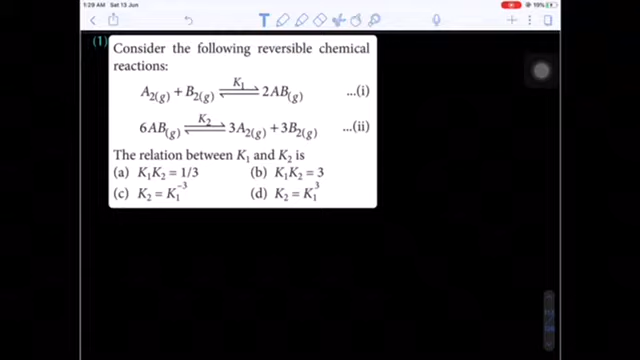 1:29 AM Sat 13 Jun
19%
(1) Consider the following reversible chemical
reactions:
A₂(g) + B₂(g) ⇌ 2AB(g) ...(i)
K₁
6AB(g) ⇌ 3A₂(g) + 3B₂(g) ...(ii)
K₂
The relation between K₁ and K₂ is
(a) K₁K₂ = 1/3 (b) K₁K₂ = 3
(c) K₂ = K₁⁻³ (d) K₂ = K₁³